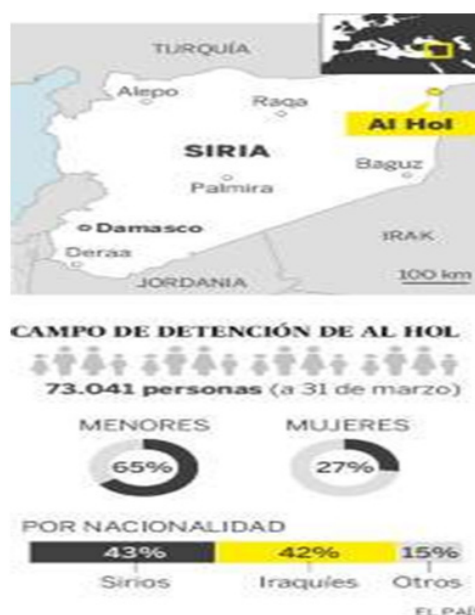 TURQUÍA
Alepo
Raqa
Al Hol
SIRIA
Baguz
Palmira
Damasco
IRAK
Deraa
JORDANIA
100 km
CAMPO DE DETENCIÓN DE AL HOL
73.041 personas (a 31 de marzo)
MENORES MUJERES
65% 27%
POR NACIONALIDAD
43% 42% 15%
Sirios Iraquíes Otros
EL PAÍS